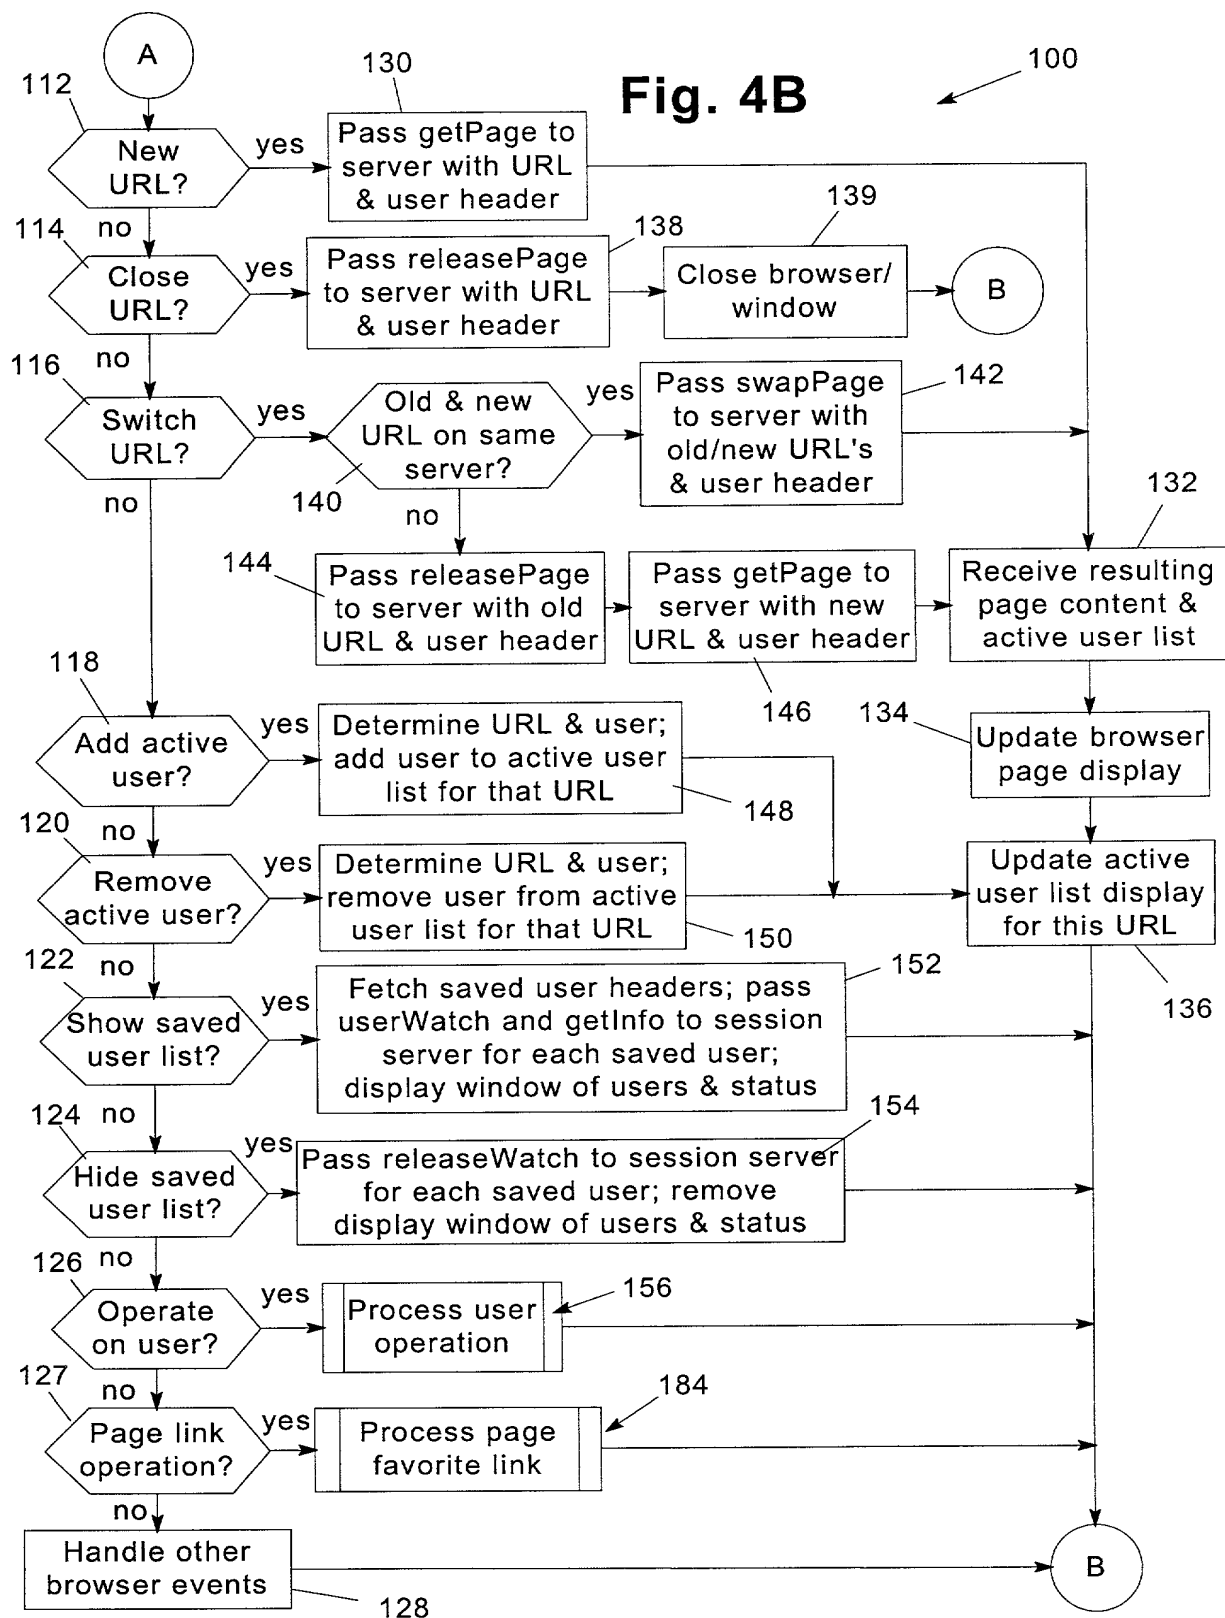 A
Fig. 4B
100
112
130
New
URL?
yes
Pass getPage to
server with URL
& user header
no
114
138
139
Close
URL?
yes
Pass releasePage
to server with URL
& user header
Close browser/
window
B
no
116
Switch
URL?
yes
Old & new
URL on same
server?
140
yes
Pass swapPage
to server with
old/new URL's
& user header
142
no
no
132
144
Pass releasePage
to server with old
URL & user header
Pass getPage to
server with new
URL & user header
146
Receive resulting
page content &
active user list
134
Update browser
page display
118
Add active
user?
yes
Determine URL & user;
add user to active user
list for that URL
148
no
120
Remove
active user?
yes
Determine URL & user;
remove user from active
user list for that URL
150
Update active
user list display
for this URL
136
no
122
Show saved
user list?
yes
Fetch saved user headers; pass
userWatch and getInfo to session
server for each saved user;
display window of users & status
152
no
124
Hide saved
user list?
yes
Pass releaseWatch to session server
for each saved user; remove
display window of users & status
154
no
126
Operate
on user?
yes
Process user
operation
156
no
127
Page link
operation?
yes
Process page
favorite link
184
no
Handle other
browser events
128
B